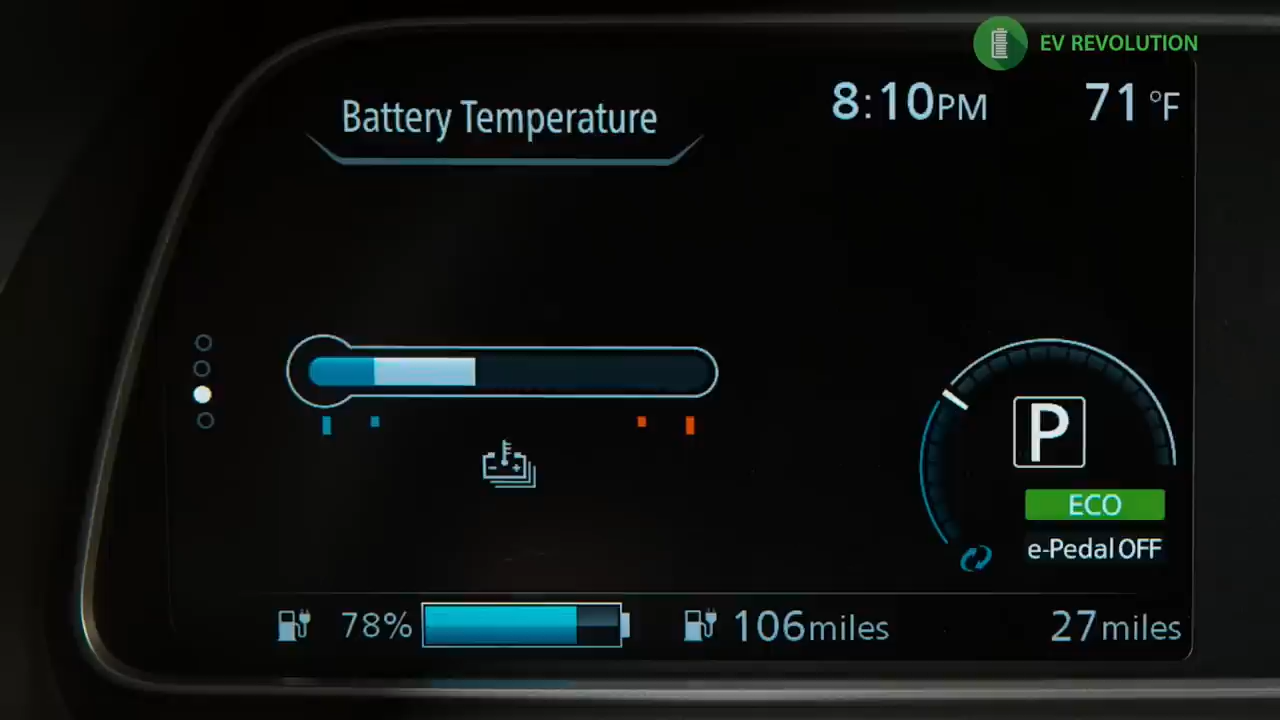 EV REVOLUTION
Battery Temperature
8:10PM 71°F
P
ECO
e-Pedal OFF
78% 106miles 27miles